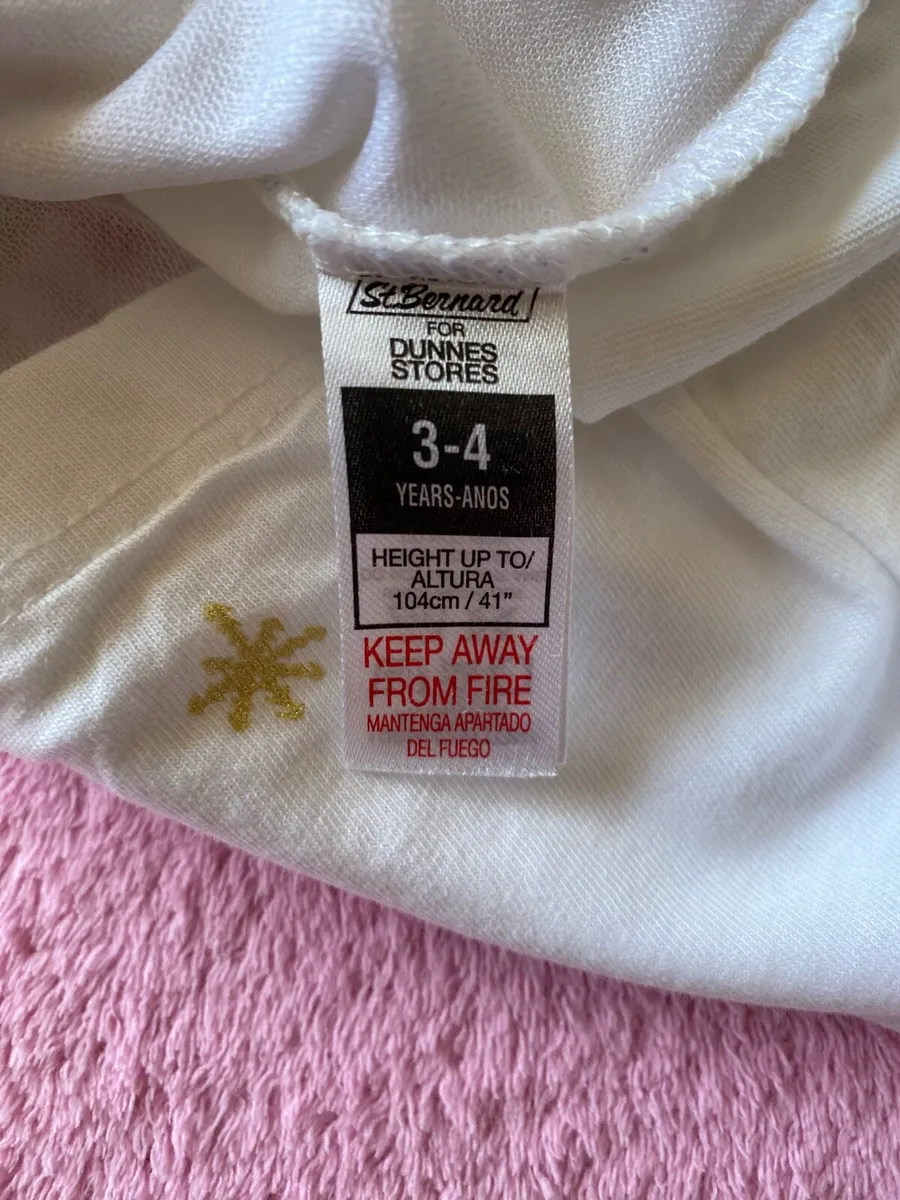 St.Bernard
FOR
DUNNES
STORES
3-4
YEARS-ANOS
HEIGHT UP TO/
ALTURA
104cm / 41”
KEEP AWAY
FROM FIRE
MANTENGA APARTADO
DEL FUEGO